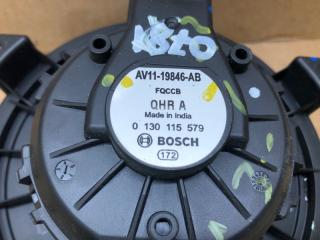 AV11-19846-AB
FQCCB
QHR A
Made in India
0 130 115 579
BOSCH
172